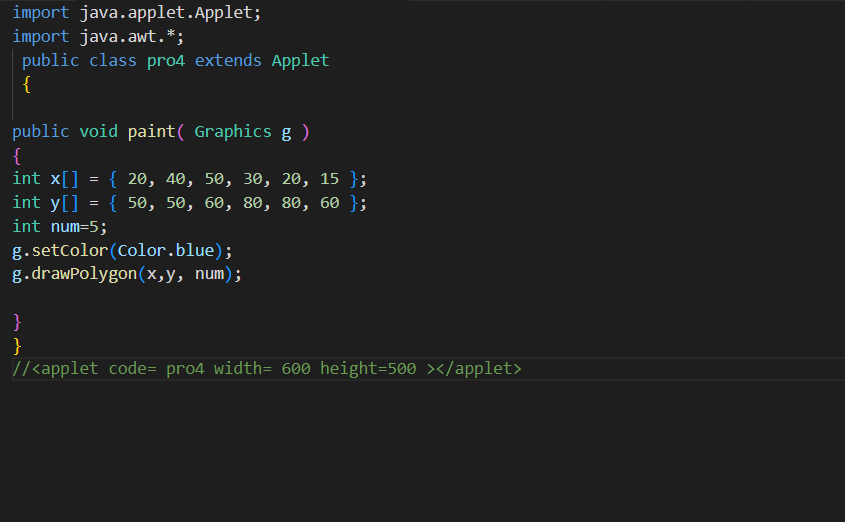 import java.applet.Applet;
import java.awt.*;
public class pro4 extends Applet
{
public void paint( Graphics g )
{
int x[] = { 20, 40, 50, 30, 20, 15 };
int y[] = { 50, 50, 60, 80, 80, 60 };
int num=5;
g.setColor(Color.blue);
g.drawPolygon(x,y, num);
}
}
//<applet code= pro4 width= 600 height=500 ></applet>